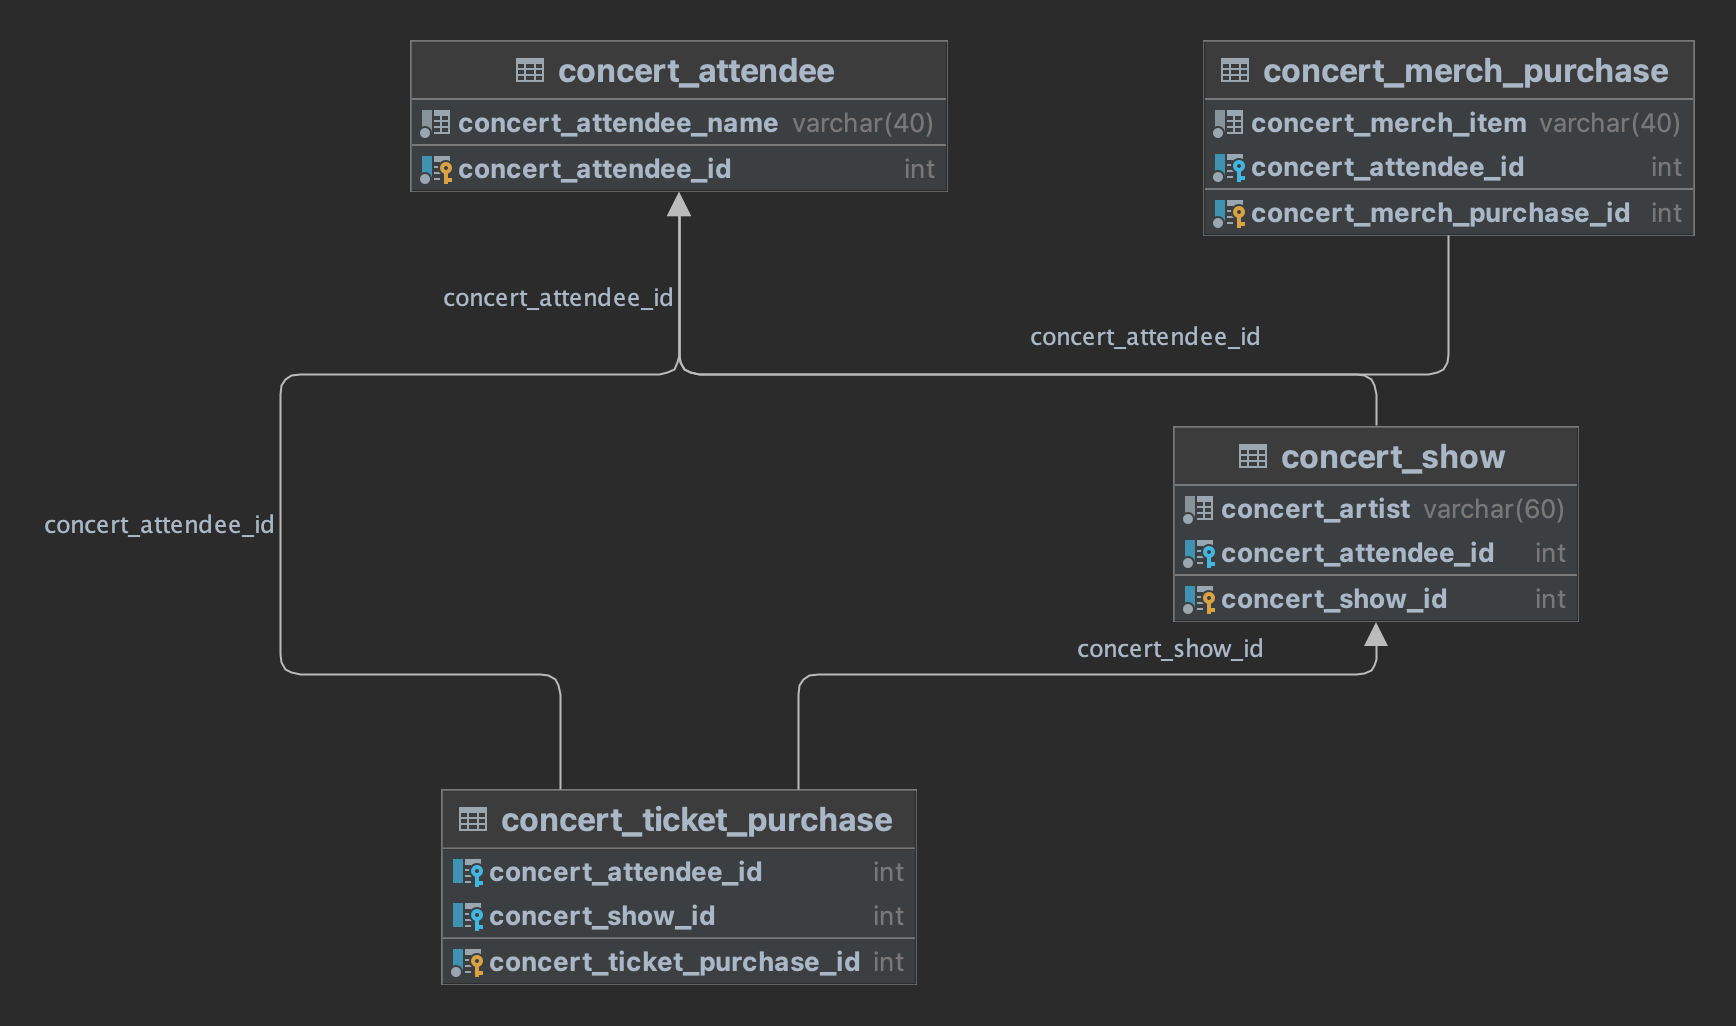 concert_attendee
concert_attendee_name varchar(40)
concert_attendee_id int
concert_merch_purchase
concert_merch_item varchar(40)
concert_attendee_id int
concert_merch_purchase_id int
concert_attendee_id
concert_attendee_id
concert_show
concert_artist varchar(60)
concert_attendee_id int
concert_show_id int
concert_attendee_id
concert_show_id
concert_ticket_purchase
concert_attendee_id int
concert_show_id int
concert_ticket_purchase_id int